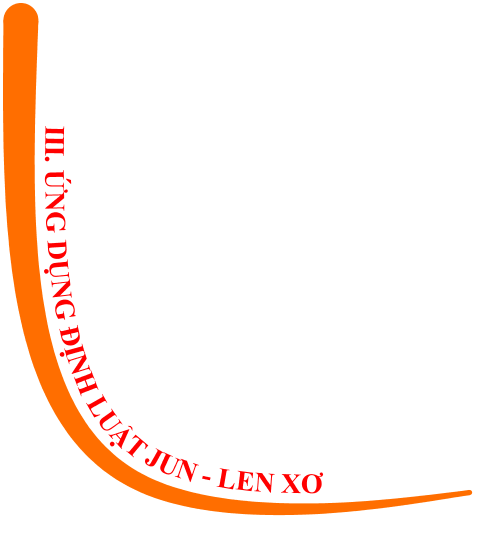 III. ỨNG DỤNG ĐỊNH LUẬT JUN - LEN XƠ